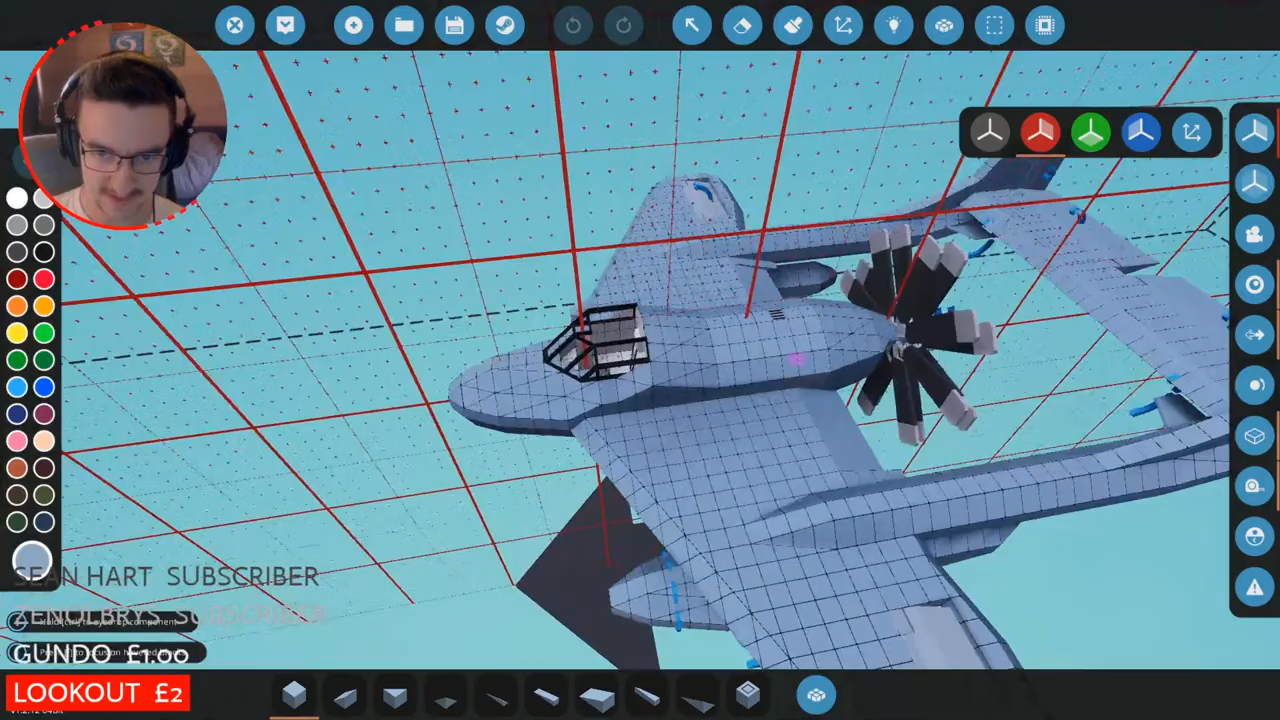 SEAN HART SUBSCRIBER
ZENOLBRYS SUBSCRIBER
GUNDO £1.00
LOOKOUT £2